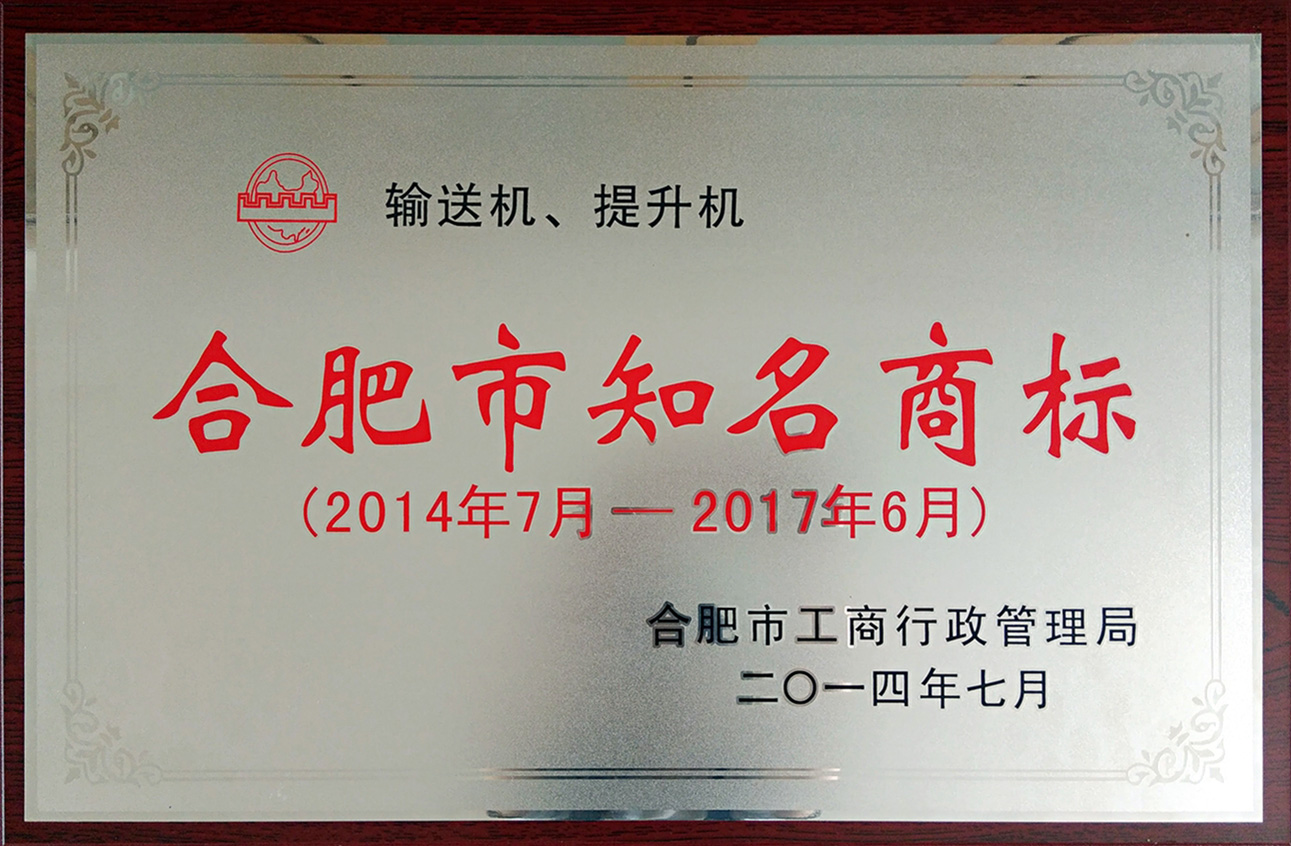 输送机、提升机
合肥市知名商标
(2014年7月 — 2017年6月)
合肥市工商行政管理局
二〇一四年七月